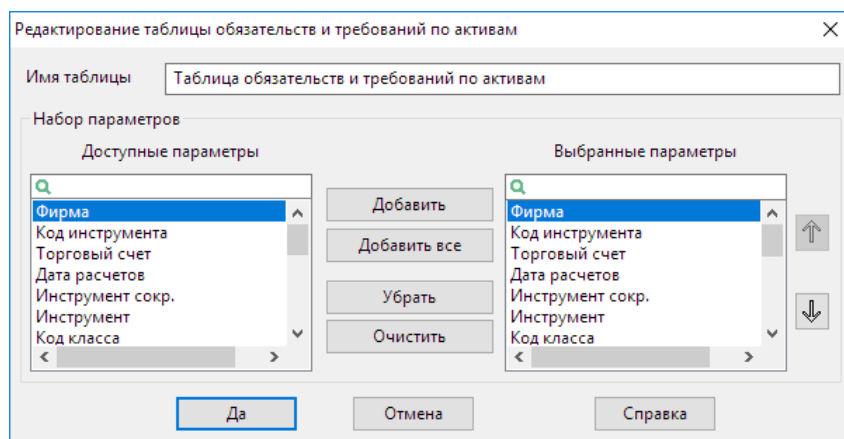 Редактирование таблицы обязательств и требований по активам
Имя таблицы
Таблица обязательств и требований по активам
Набор параметров
Доступные параметры
Фирма
Код инструмента
Торговый счет
Дата расчетов
Инструмент сокр.
Инструмент
Код класса
Добавить
Добавить все
Убрать
Очистить
Выбранные параметры
Фирма
Код инструмента
Торговый счет
Дата расчетов
Инструмент сокр.
Инструмент
Код класса
Да
Отмена
Справка